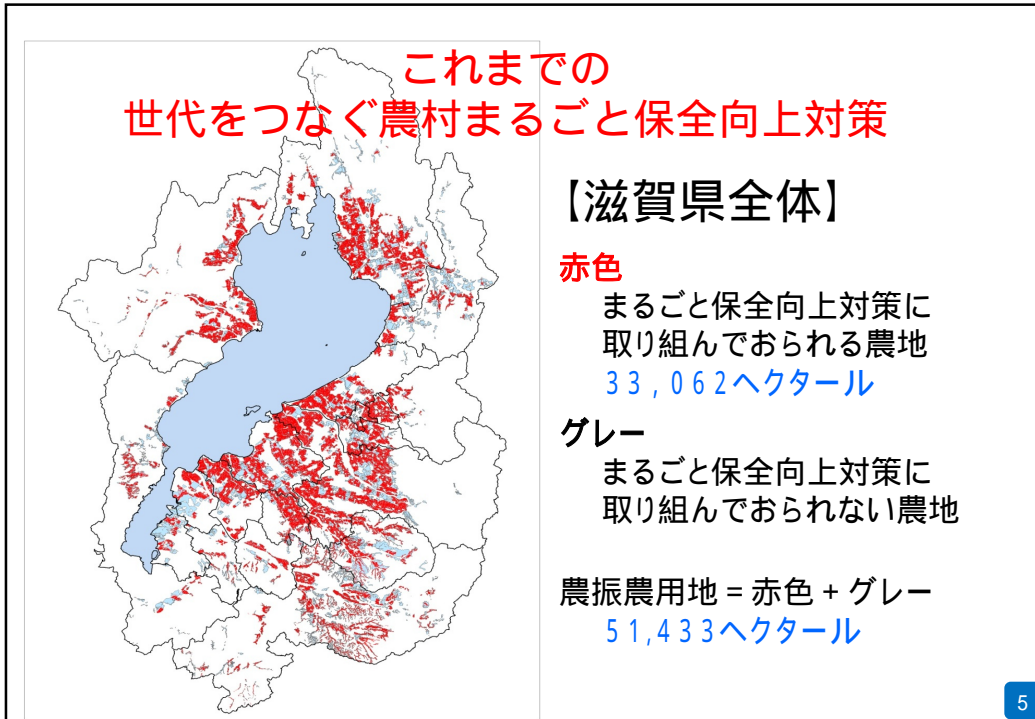 これまでの
世代をつなぐ農村まるごと保全向上対策
【滋賀県全体】
赤色
まるごと保全向上対策に
取り組んでおられる農地
33,062ヘクタール
グレー
まるごと保全向上対策に
取り組んでおられない農地
農振農用地=赤色+グレー
51,433ヘクタール
5